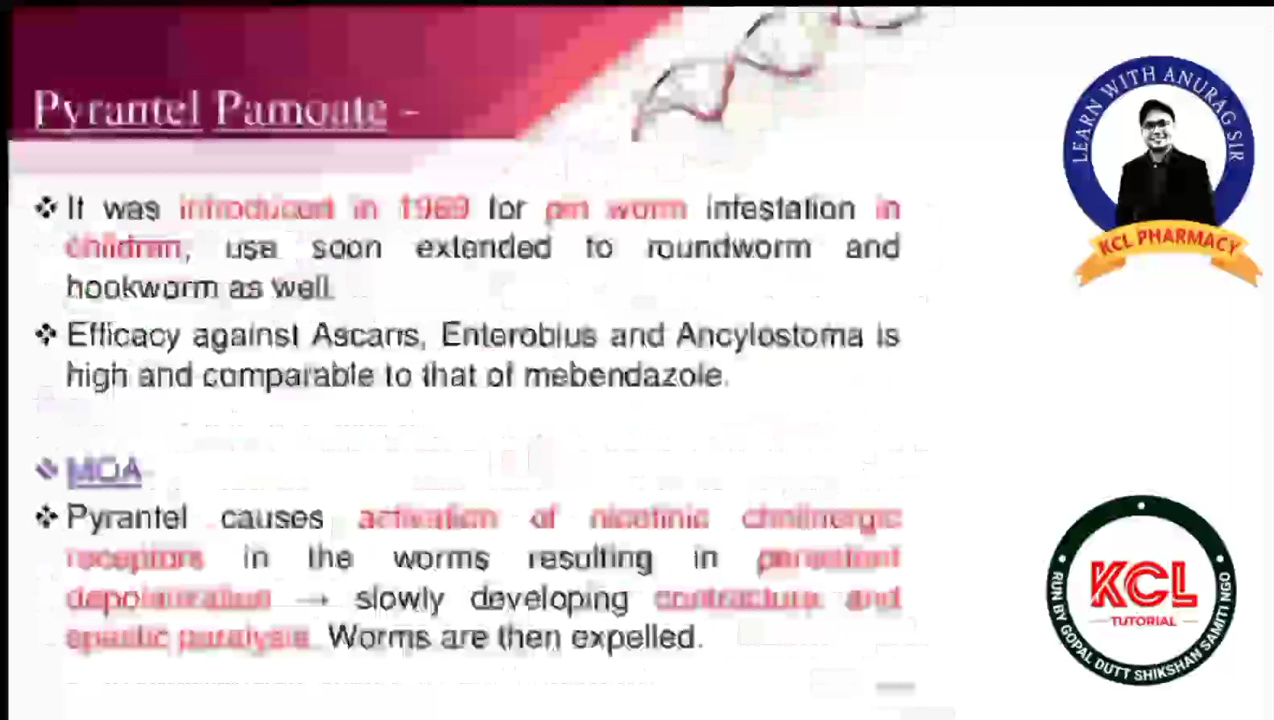 Pyrantel Pamoate -
❖ It was introduced in 1969 for pin worm infestation in
children; use soon extended to roundworm and
hookworm as well.
❖ Efficacy against Ascaris, Enterobius and Ancylostoma is
high and comparable to that of mebendazole.
❖ MOA-
❖ Pyrantel causes activation of nicotinic cholinergic
receptors in the worms resulting in persistent
depolarization → slowly developing contracture and
spastic paralysis. Worms are then expelled.
LEARN WITH ANURAG SIR
KCL PHARMACY
KCL
TUTORIAL
RUN BY GOPAL DUTT SHIKSHAN SAMITI NGO